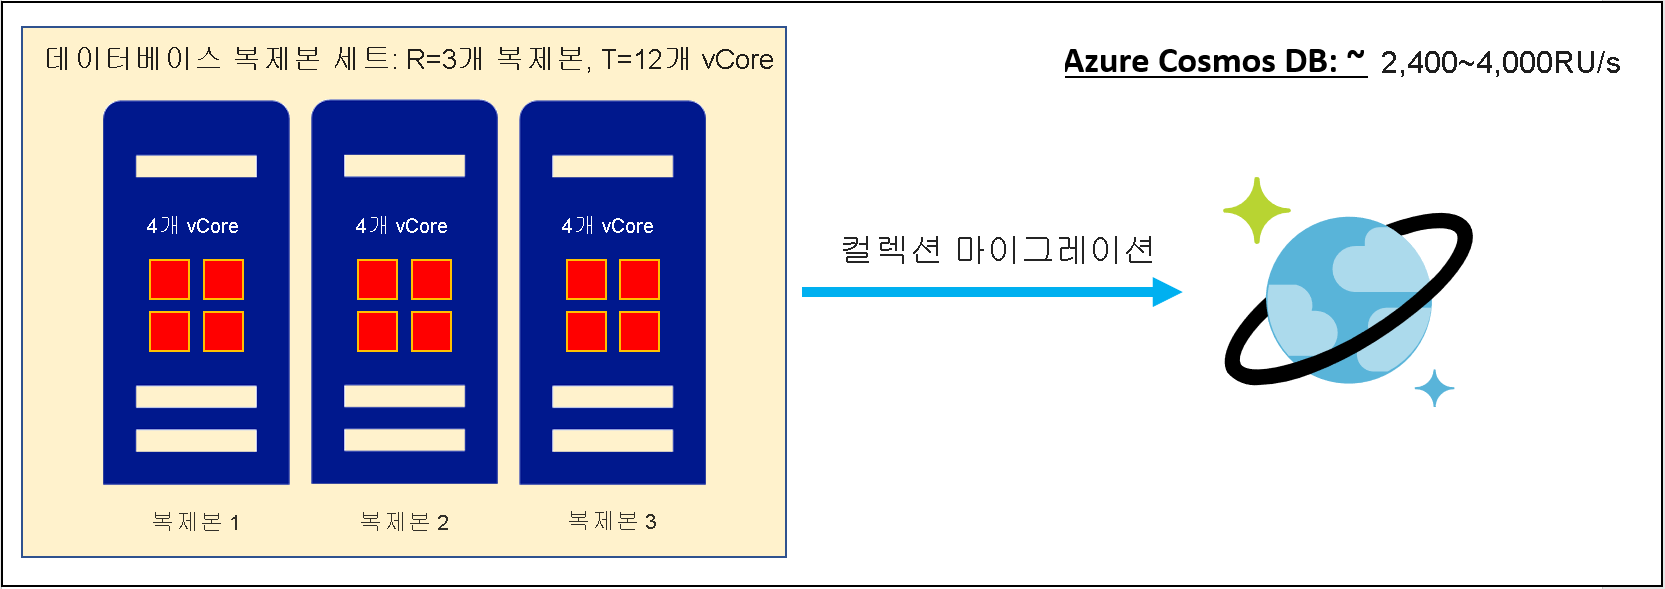 데이터베이스 복제본 세트: R=3개 복제본, T=12개 vCore
Azure Cosmos DB: ~ 2,400~4,000RU/s
4개 vCore
4개 vCore
4개 vCore
컬렉션 마이그레이션
복제본 1
복제본 2
복제본 3